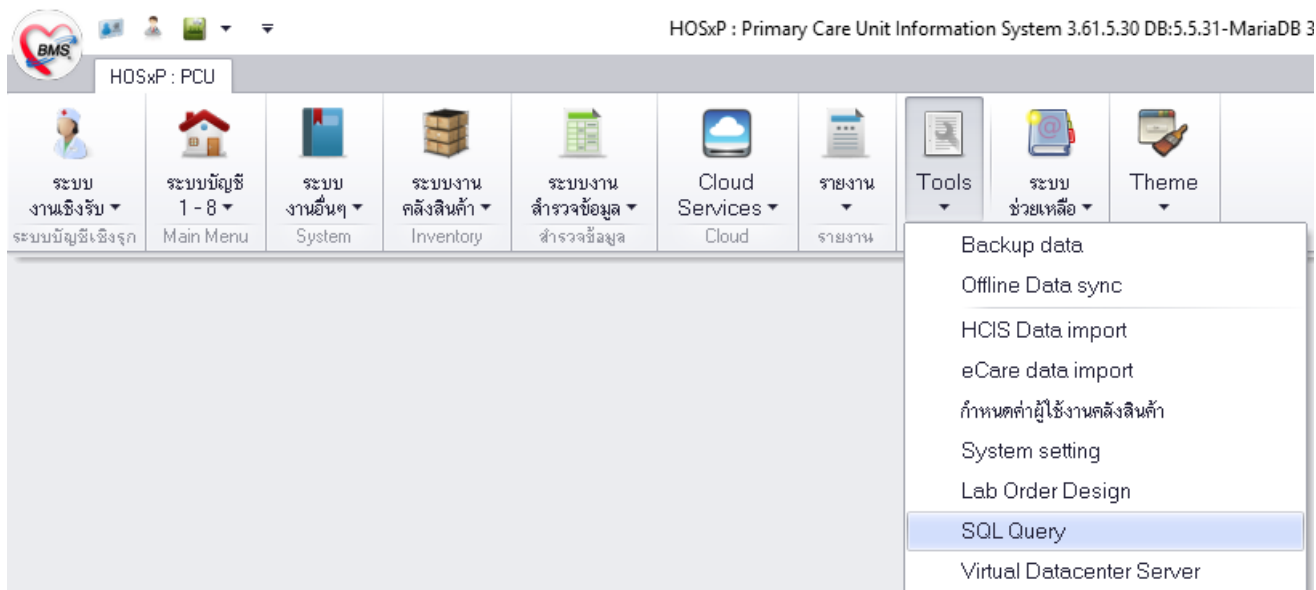 HOSxP : Primary Care Unit Information System 3.61.5.30 DB:5.5.31-MariaDB 3
BMS
HOSxP : PCU
ระบบ
งานเชิงรับ
ระบบบัญชีเชิงรุก
ระบบบัญชี
1 - 8
Main Menu
ระบบ
งานอื่นๆ
System
ระบบงาน
คลังสินค้า
Inventory
ระบบงาน
สำรวจข้อมูล
สำรวจข้อมูล
Cloud
Services
Cloud
รายงาน
รายงาน
Tools
ระบบ
ช่วยเหลือ
Theme
Backup data
Offline Data sync
HCIS Data import
eCare data import
กำหนดค่าผู้ใช้งานคลังสินค้า
System setting
Lab Order Design
SQL Query
Virtual Datacenter Server